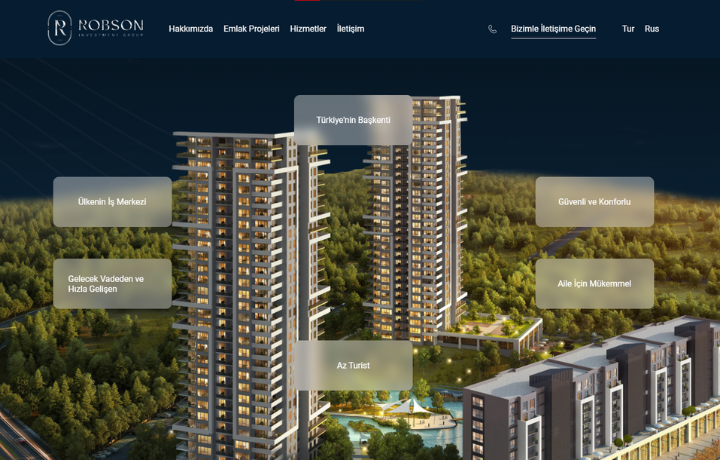 ROBSON
INVESTMENT GROUP
Hakkımızda
Emlak Projeleri
Hizmetler
İletişim
Bizimle İletişime Geçin
Tur
Rus
Türkiye'nin Başkenti
Ülkenin İş Merkezi
Güvenli ve Konforlu
Gelecek Vadeden ve
Hızla Gelişen
Aile İçin Mükemmel
Az Turist